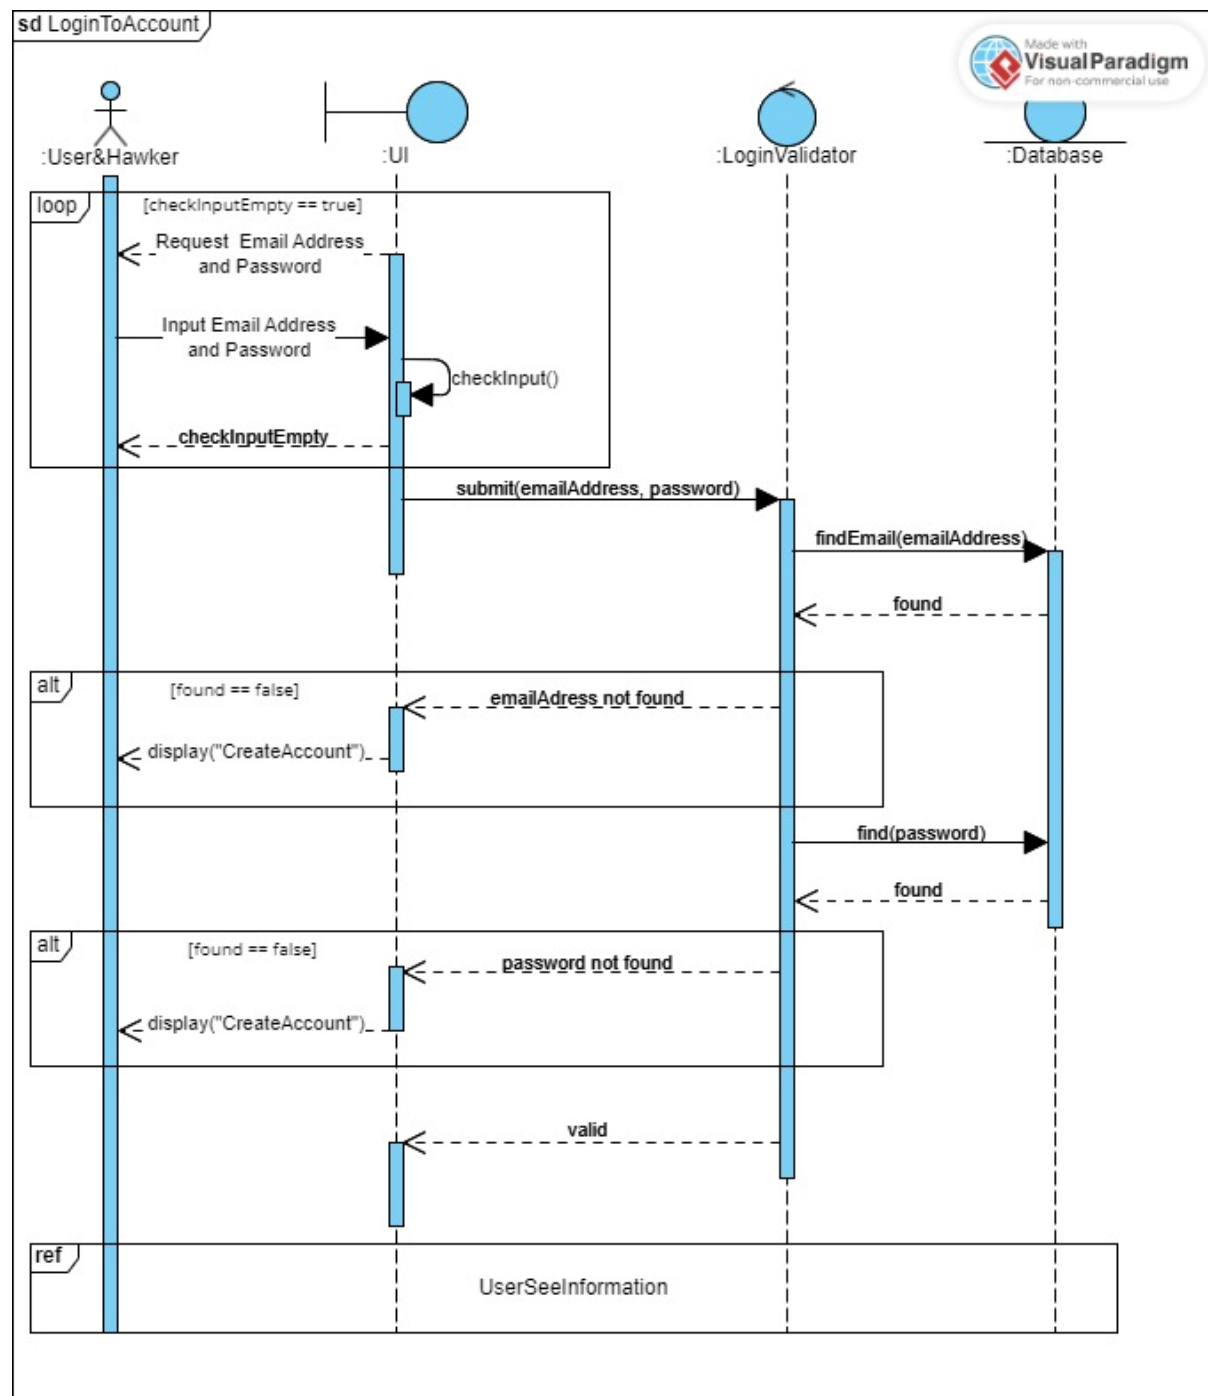 sd LoginToAccount
Made with
VisualParadigm
For non-commercial use
:User&Hawker
:UI
:LoginValidator
:Database
loop
[checkInputEmpty == true]
Request Email Address
and Password
Input Email Address
and Password
checkInput()
checkInputEmpty
submit(emailAddress, password)
findEmail(emailAddress)
found
alt
[found == false]
emailAdress not found
display("CreateAccount")
find(password)
found
alt
[found == false]
password not found
display("CreateAccount")
valid
ref
UserSeeInformation